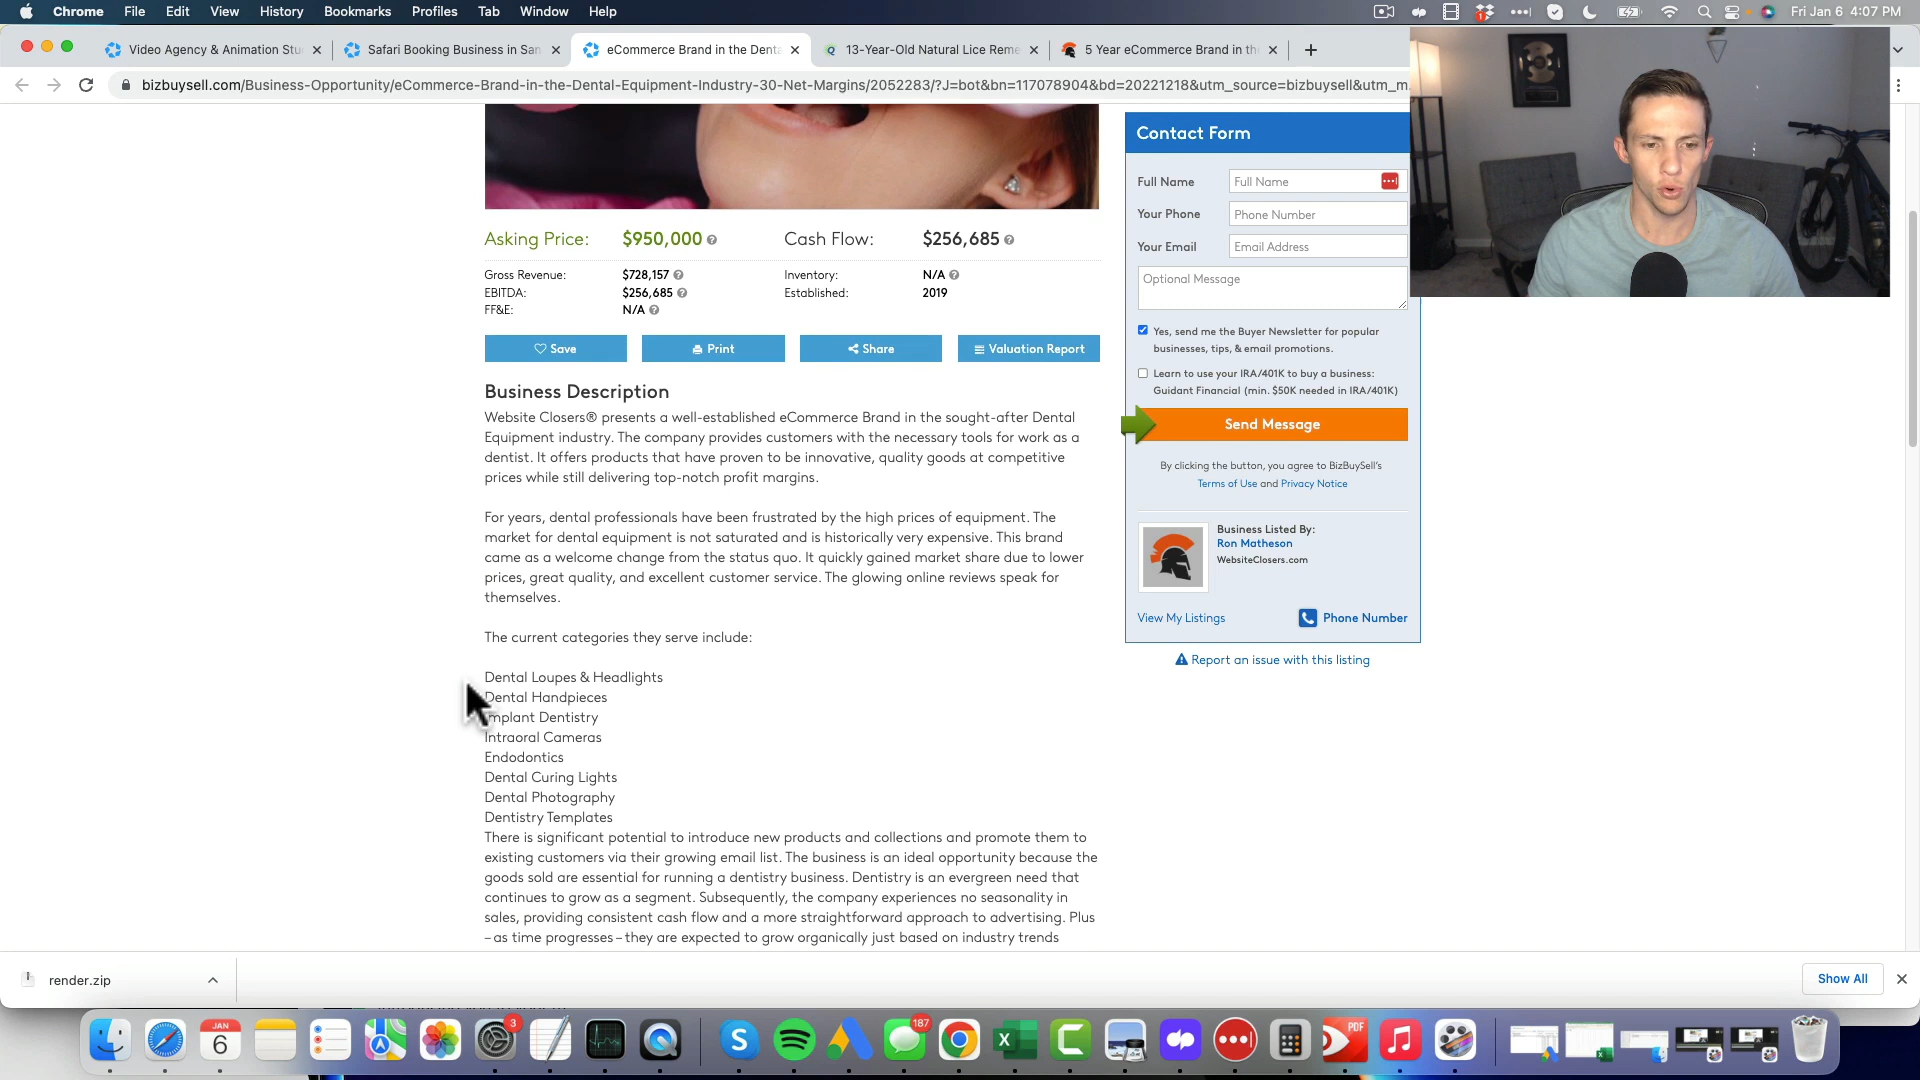 Chrome File Edit View History Bookmarks Profiles Tab Window Help
Fri Jan 6 4:07 PM
Video Agency & Animation Stu
Safari Booking Business in San
eCommerce Brand in the Denta
13-Year-Old Natural Lice Reme
5 Year eCommerce Brand in th
bizbuysell.com/Business-Opportunity/eCommerce-Brand-in-the-Dental-Equipment-Industry-30-Net-Margins/2052283/?J=bot&bn=117078904&bd=20221218&utm_source=bizbuysell&utm_m...
Asking Price: $950,000
Cash Flow: $256,685
Gross Revenue: $728,157
Inventory: N/A
EBITDA: $256,685
Established: 2019
FF&E: N/A
Save
Print
Share
Valuation Report
Business Description
Website Closers® presents a well-established eCommerce Brand in the sought-after Dental
Equipment industry. The company provides customers with the necessary tools for work as a
dentist. It offers products that have proven to be innovative, quality goods at competitive
prices while still delivering top-notch profit margins.
For years, dental professionals have been frustrated by the high prices of equipment. The
market for dental equipment is not saturated and is historically very expensive. This brand
came as a welcome change from the status quo. It quickly gained market share due to lower
prices, great quality, and excellent customer service. The glowing online reviews speak for
themselves.
The current categories they serve include:
Dental Loupes & Headlights
Dental Handpieces
Implant Dentistry
Intraoral Cameras
Endodontics
Dental Curing Lights
Dental Photography
Dentistry Templates
There is significant potential to introduce new products and collections and promote them to
existing customers via their growing email list. The business is an ideal opportunity because the
goods sold are essential for running a dentistry business. Dentistry is an evergreen need that
continues to grow as a segment. Subsequently, the company experiences no seasonality in
sales, providing consistent cash flow and a more straightforward approach to advertising. Plus
– as time progresses – they are expected to grow organically just based on industry trends
Contact Form
Full Name Full Name
Your Phone Phone Number
Your Email Email Address
Optional Message
Yes, send me the Buyer Newsletter for popular
businesses, tips, & email promotions.
Learn to use your IRA/401K to buy a business:
Guidant Financial (min. $50K needed in IRA/401K)
Send Message
By clicking the button, you agree to BizBuySell's
Terms of Use and Privacy Notice
Business Listed By:
Ron Matheson
WebsiteClosers.com
View My Listings
Phone Number
Report an issue with this listing
render.zip
Show All
3
JAN
6
187
PDF